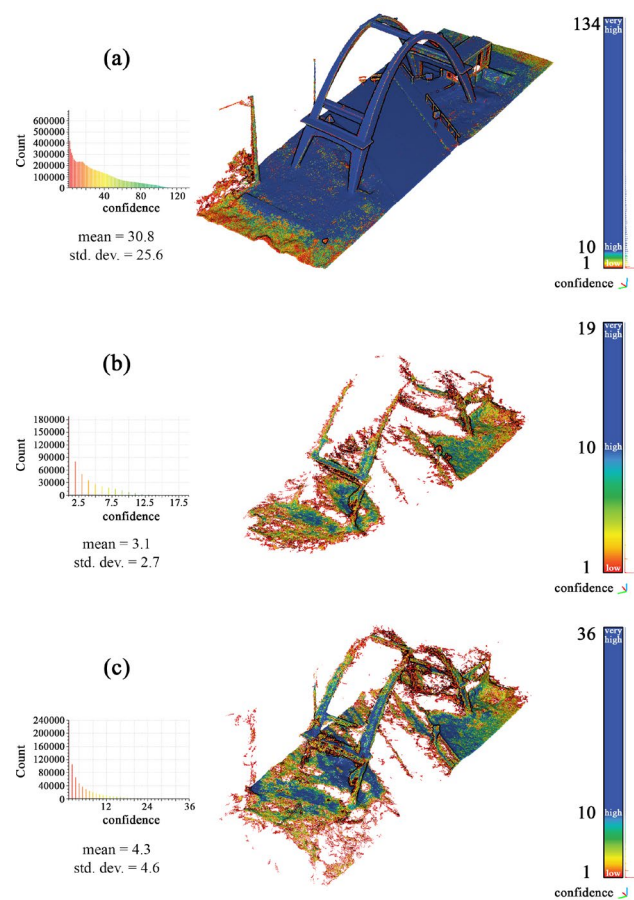 (a)
600000
500000
400000
300000
200000
100000
0
Count
40
80
120
confidence
mean = 30.8
std. dev. = 25.6
134
very
high
10
high
1
low
confidence
(b)
180000
150000
120000
90000
60000
30000
0
Count
2.5
7.5
12.5
17.5
confidence
mean = 3.1
std. dev. = 2.7
19
very
high
10
high
1
low
confidence
(c)
240000
200000
160000
120000
80000
40000
0
Count
12
24
36
confidence
mean = 4.3
std. dev. = 4.6
36
very
high
10
high
1
low
confidence